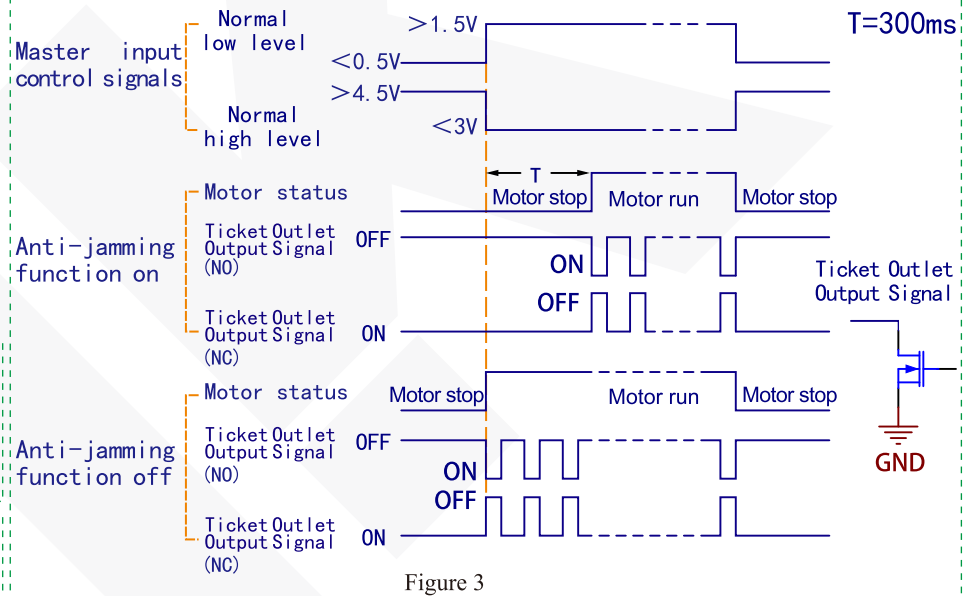 Normal
low level
>1.5V
T=300ms
Master input
control signals
<0.5V
>4.5V
Normal
high level
<3V
T
Motor status
Motor stop
Motor run
Motor stop
Anti-jamming
function on
Ticket Outlet
Output Signal
(NO)
OFF
ON
OFF
Ticket Outlet
Output Signal
(NC)
ON
Ticket Outlet
Output Signal
GND
Motor status
Motor stop
Motor run
Motor stop
Anti-jamming
function off
Ticket Outlet
Output Signal
(NO)
OFF
ON
OFF
Ticket Outlet
Output Signal
(NC)
ON
Figure 3